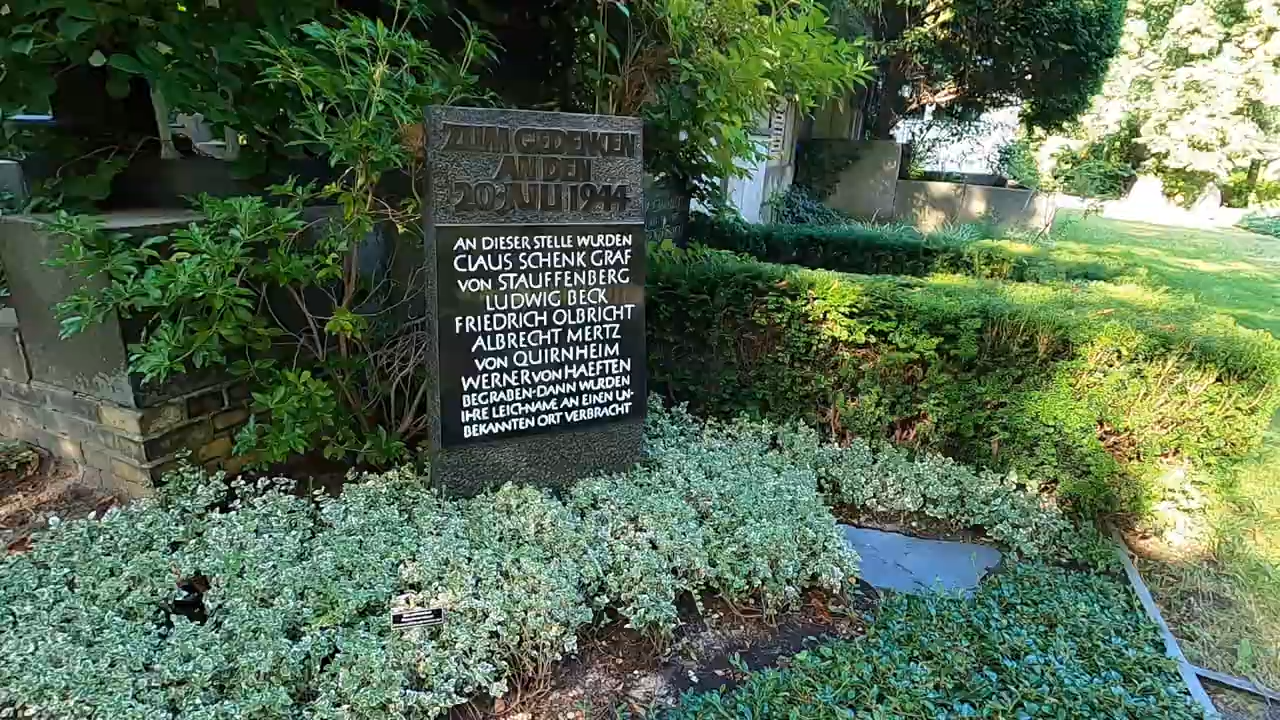 ZUM GEDENKEN
AN DEN
20·JULI 1944
AN DIESER STELLE WURDEN
CLAUS SCHENK GRAF
VON STAUFFENBERG
LUDWIG BECK
FRIEDRICH OLBRICHT
ALBRECHT MERTZ
VON QUIRNHEIM
WERNER VON HAEFTEN
BEGRABEN·DANN WURDEN
IHRE LEICHNAME AN EINEN UN-
BEKANNTEN ORT VERBRACHT